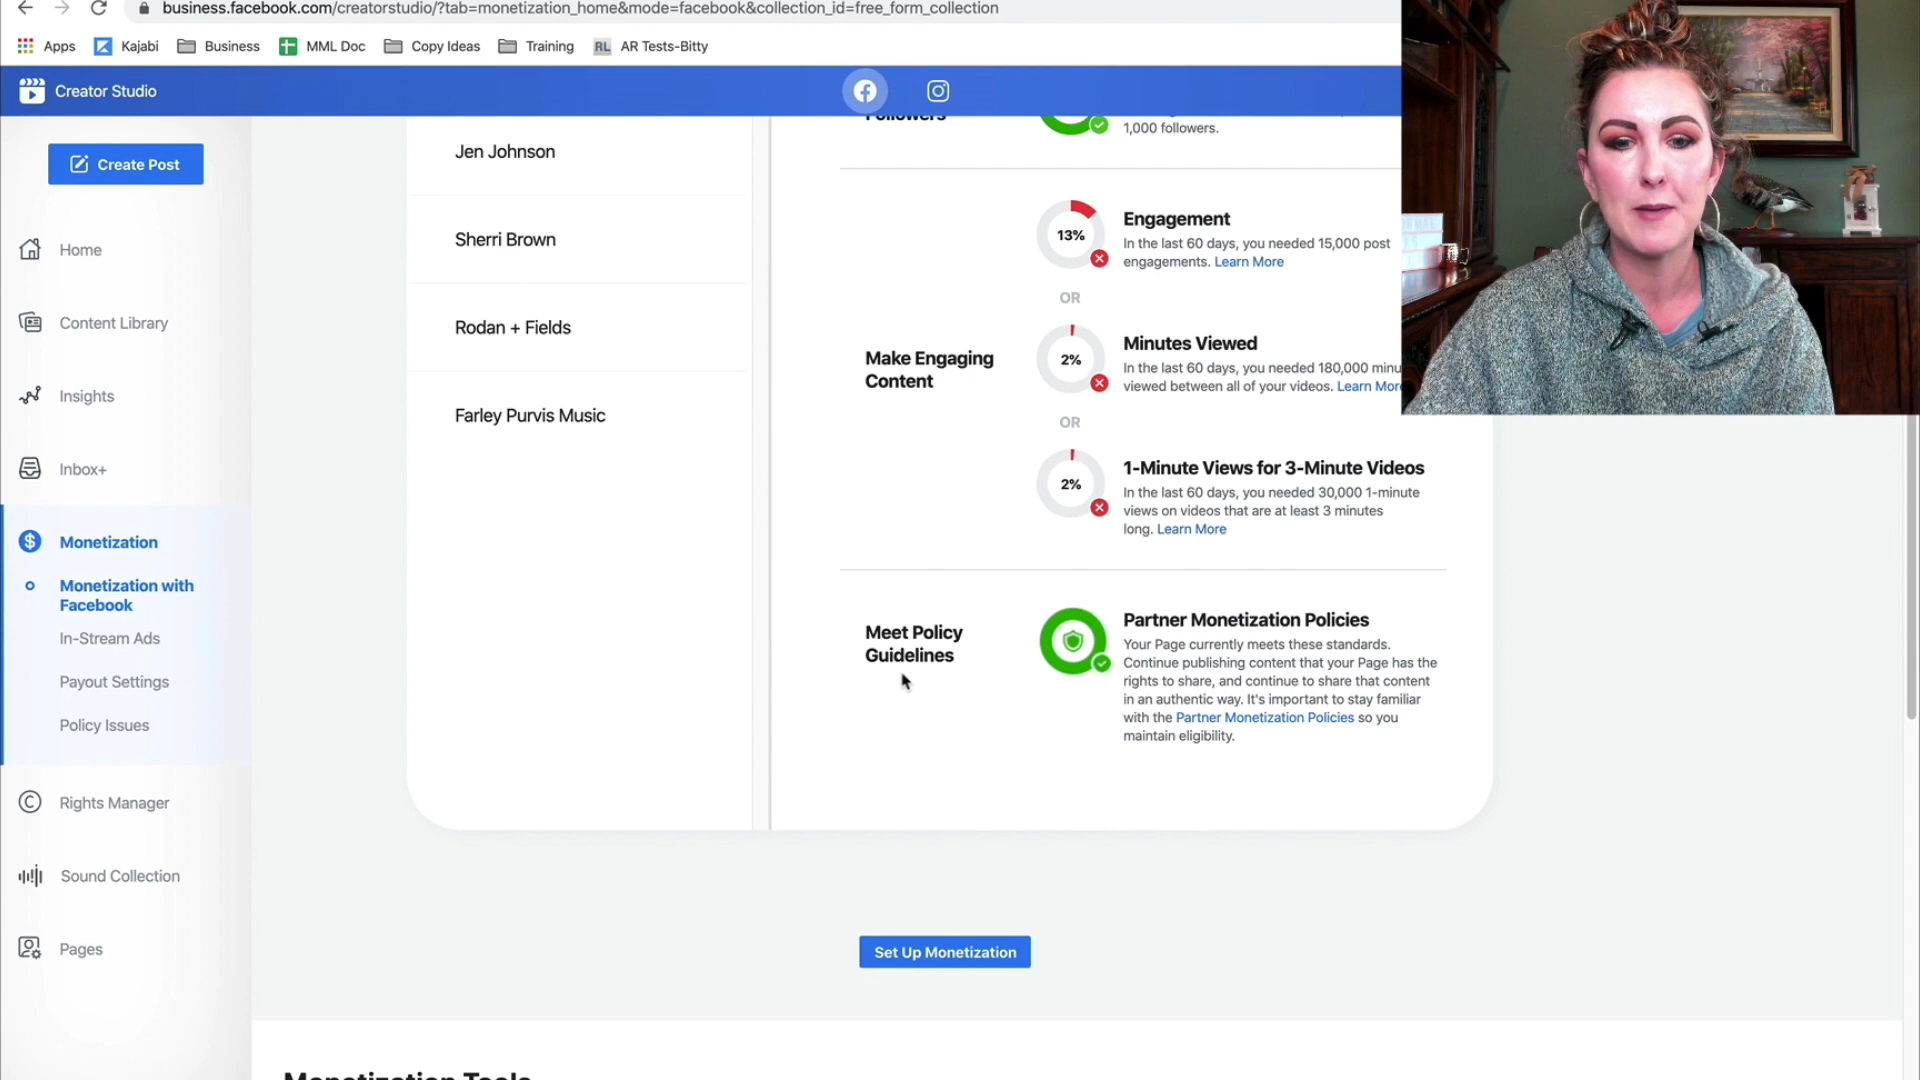 business.facebook.com/creatorstudio/?tab=monetization_home&mode=facebook&collection_id=free_form_collection
Apps Kajabi Business MML Doc Copy Ideas Training RL AR Tests-Bitty
Creator Studio
Create Post
Home
Content Library
Insights
Inbox+
Monetization
Monetization with
Facebook
In-Stream Ads
Payout Settings
Policy Issues
Rights Manager
Sound Collection
Pages
Jen Johnson
Sherri Brown
Rodan + Fields
Farley Purvis Music
Followers
1,000 followers.
Make Engaging
Content
13%
Engagement
In the last 60 days, you needed 15,000 post
engagements. Learn More
OR
2%
Minutes Viewed
In the last 60 days, you needed 180,000 minu
viewed between all of your videos. Learn More
OR
2%
1-Minute Views for 3-Minute Videos
In the last 60 days, you needed 30,000 1-minute
views on videos that are at least 3 minutes
long. Learn More
Meet Policy
Guidelines
Partner Monetization Policies
Your Page currently meets these standards.
Continue publishing content that your Page has the
rights to share, and continue to share that content
in an authentic way. It's important to stay familiar
with the Partner Monetization Policies so you
maintain eligibility.
Set Up Monetization
Monetization Tools